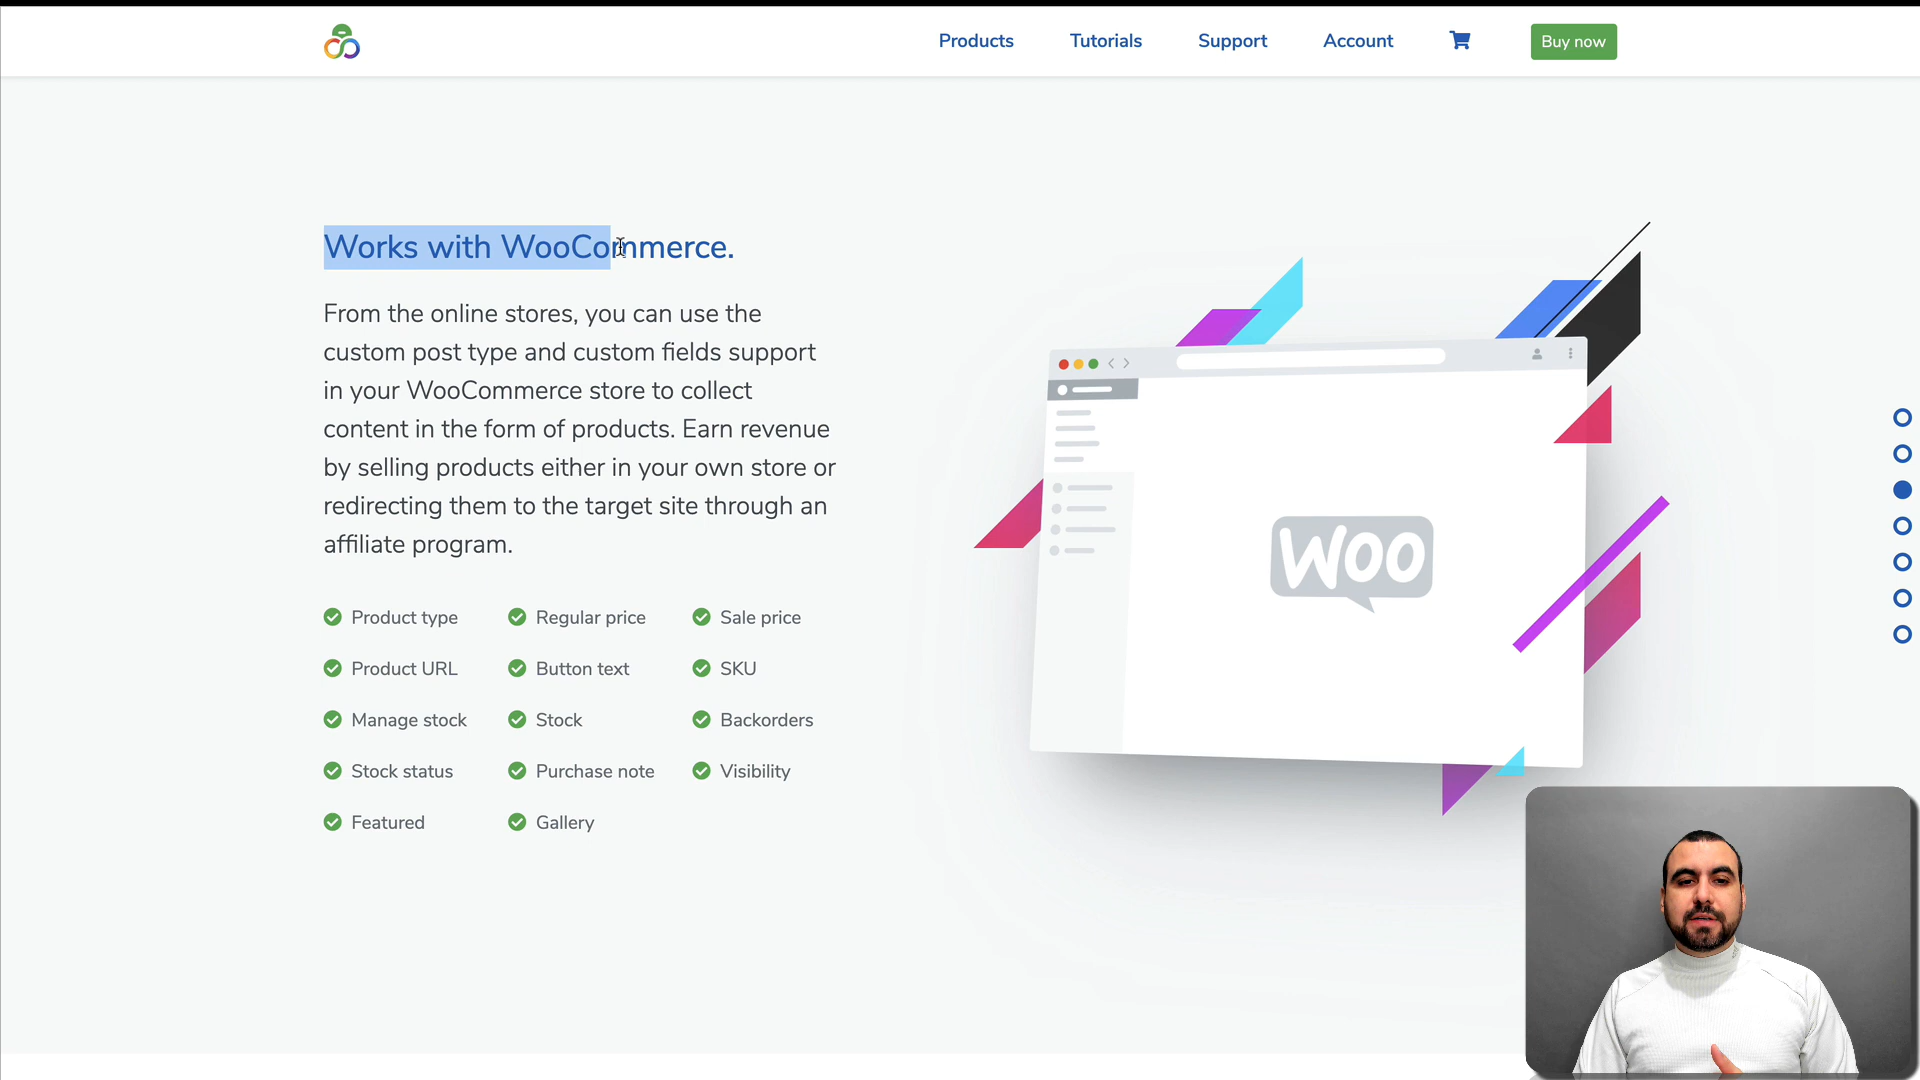 Products Tutorials Support Account Buy now
Works with WooCommerce.
From the online stores, you can use the
custom post type and custom fields support
in your WooCommerce store to collect
content in the form of products. Earn revenue
by selling products either in your own store or
redirecting them to the target site through an
affiliate program.
Product type Regular price Sale price
Product URL Button text SKU
Manage stock Stock Backorders
Stock status Purchase note Visibility
Featured Gallery
WOO